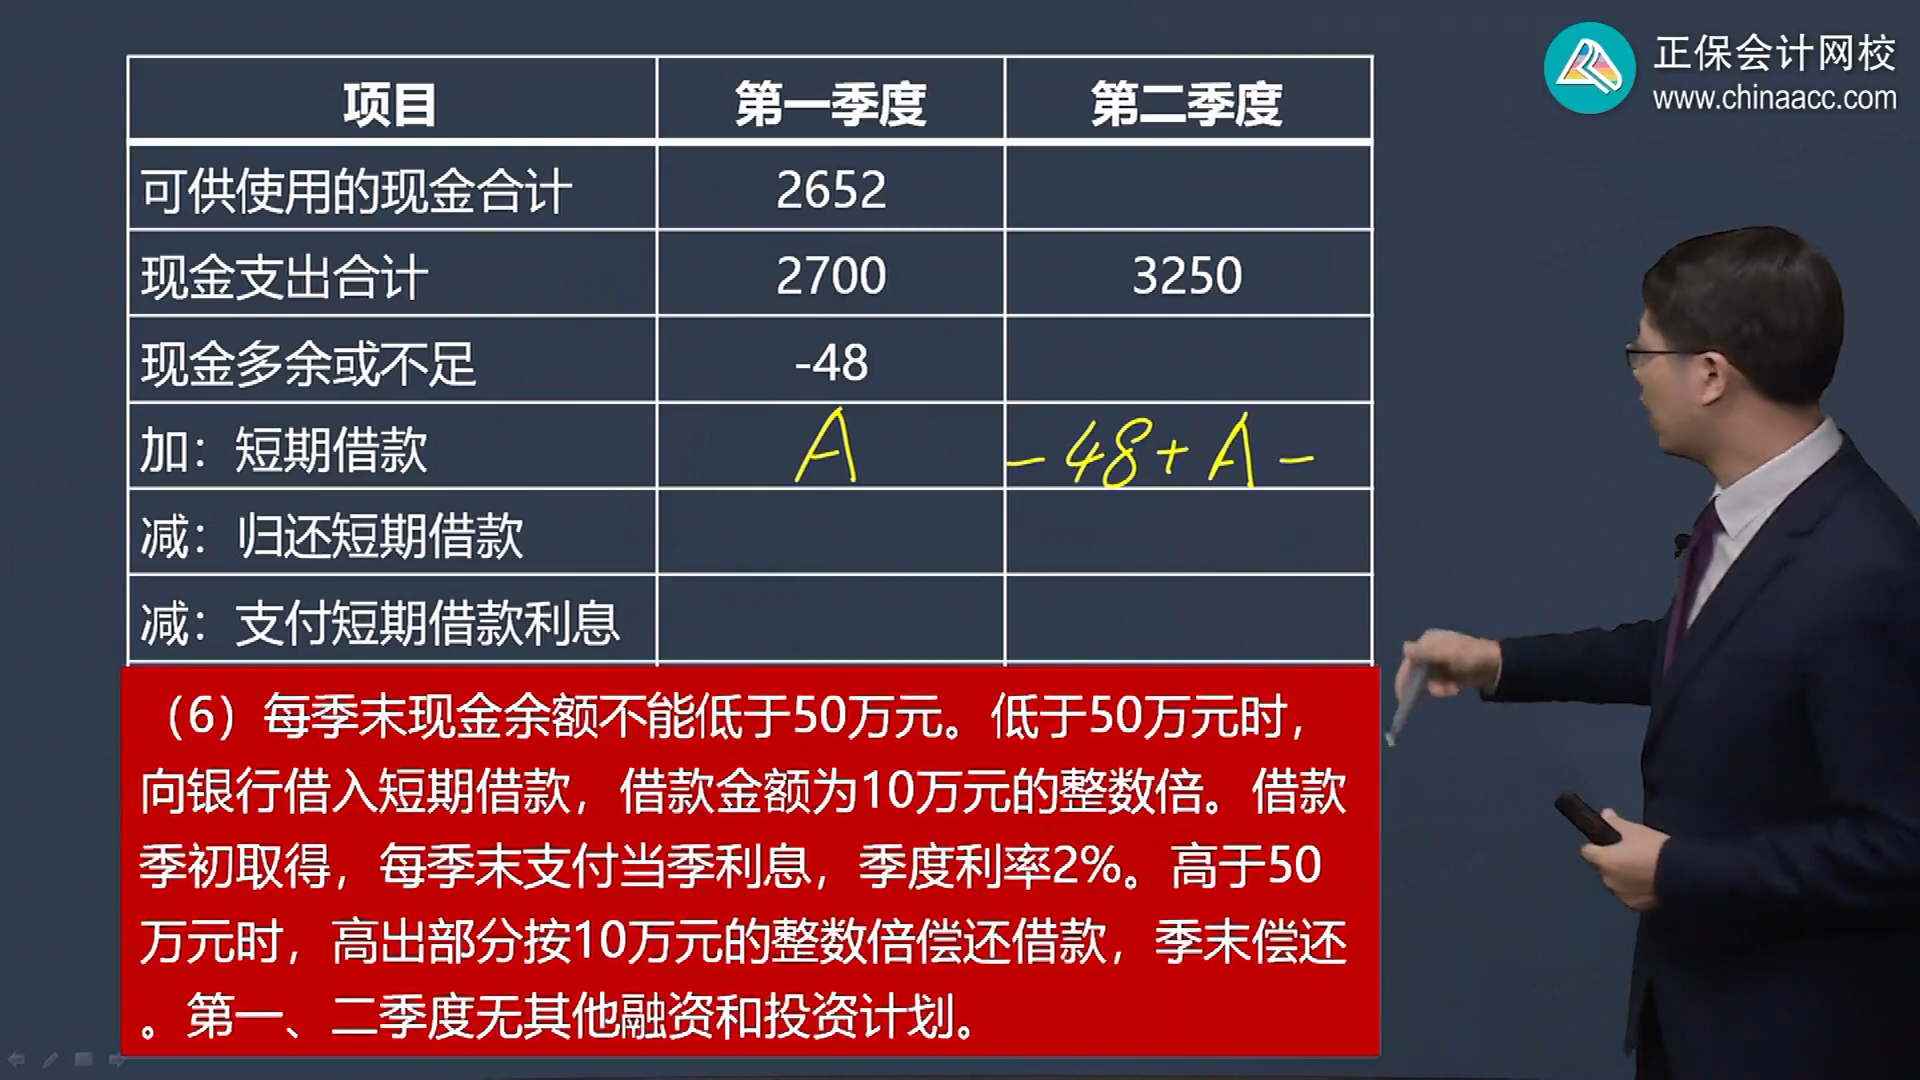 正保会计网校
www.chinaacc.com
项目 第一季度 第二季度
可供使用的现金合计 2652
现金支出合计 2700 3250
现金多余或不足 -48
加：短期借款 A -48+A-
减：归还短期借款
减：支付短期借款利息
（6）每季末现金余额不能低于50万元。低于50万元时，
向银行借入短期借款，借款金额为10万元的整数倍。借款
季初取得，每季末支付当季利息，季度利率2%。高于50
万元时，高出部分按10万元的整数倍偿还借款，季末偿还
。第一、二季度无其他融资和投资计划。